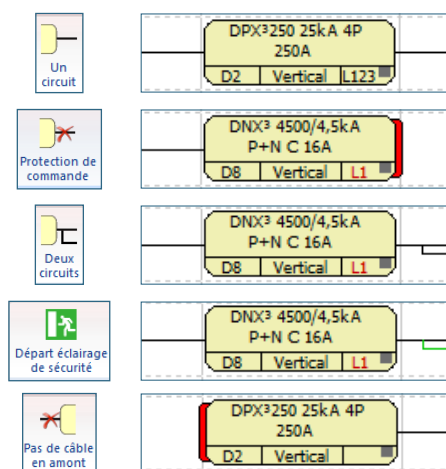 Un
circuit
DPX³250 25kA 4P
250A
D2 Vertical L123
Protection de
commande
DNX³ 4500/4,5kA
P+N C 16A
D8 Vertical L1
Deux
circuits
DNX³ 4500/4,5kA
P+N C 16A
D8 Vertical L1
Départ éclairage
de sécurité
DNX³ 4500/4,5kA
P+N C 16A
D8 Vertical L1
Pas de câble
en amont
DPX³250 25kA 4P
250A
D2 Vertical